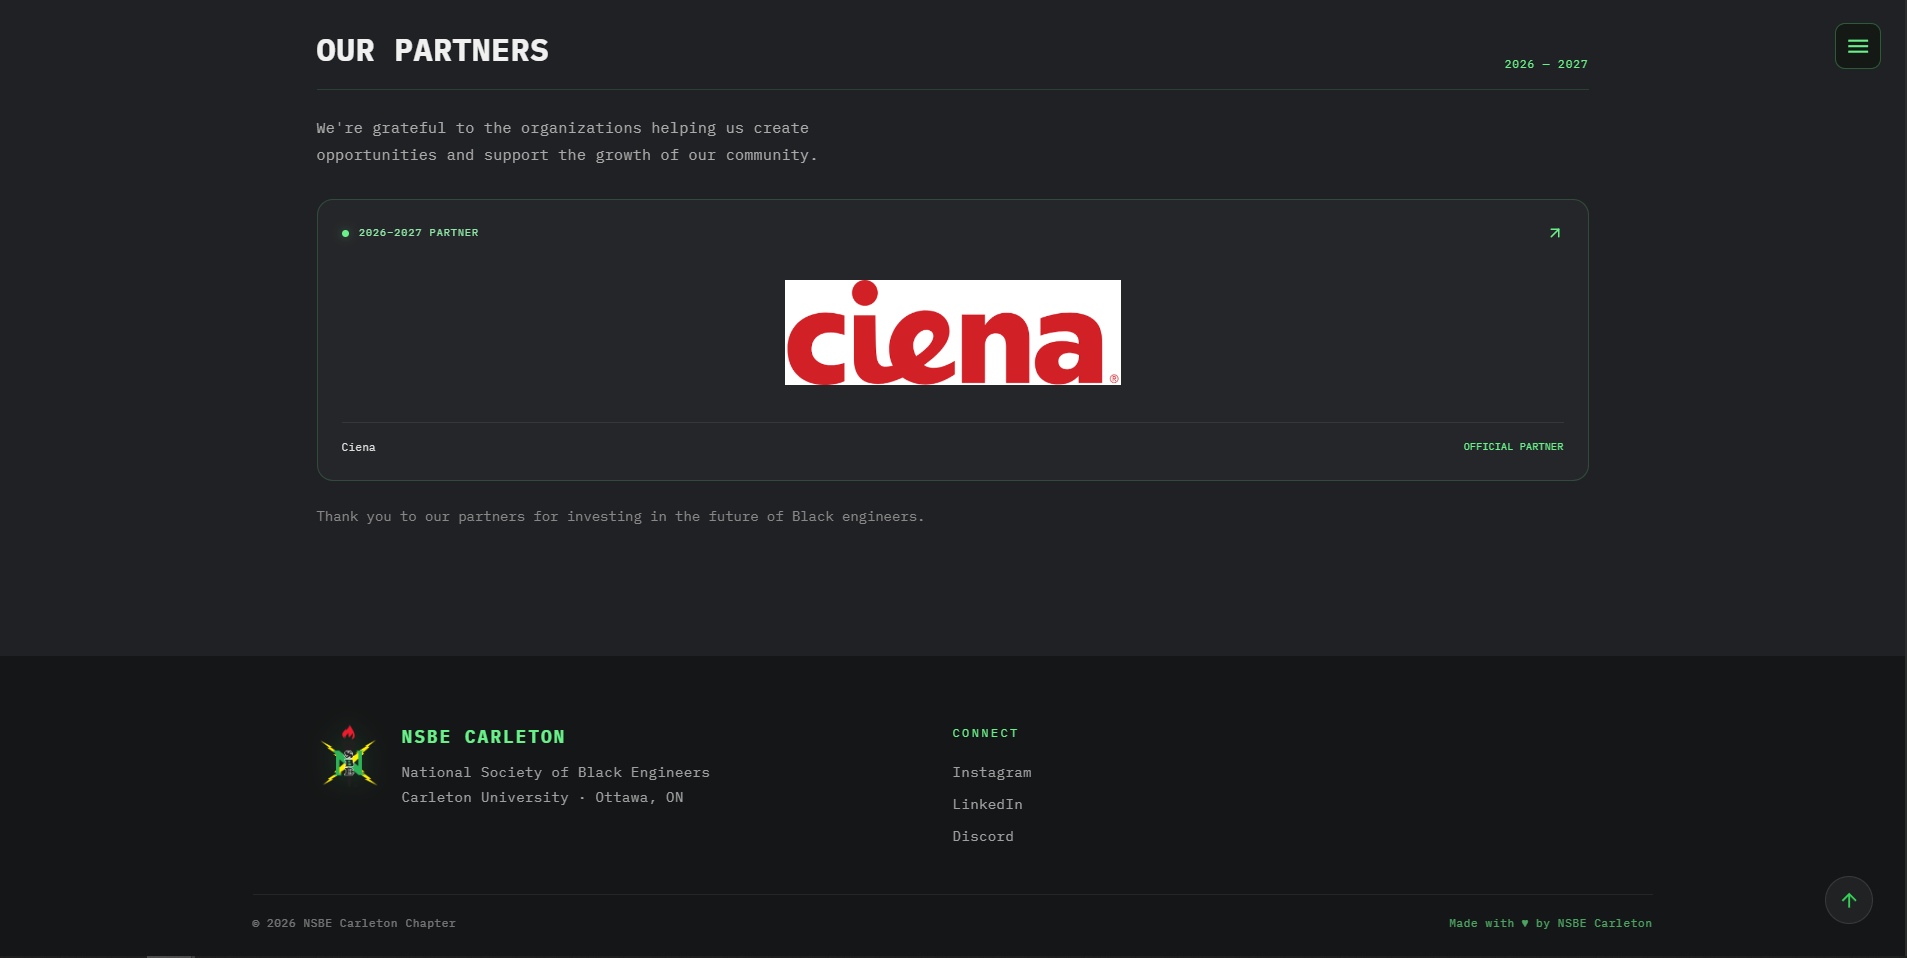 OUR PARTNERS
2026 — 2027
We're grateful to the organizations helping us create
opportunities and support the growth of our community.
2026–2027 PARTNER
ciena®
Ciena
OFFICIAL PARTNER
Thank you to our partners for investing in the future of Black engineers.
NSBE CARLETON
National Society of Black Engineers
Carleton University · Ottawa, ON
CONNECT
Instagram
LinkedIn
Discord
© 2026 NSBE Carleton Chapter
Made with ♥ by NSBE Carleton